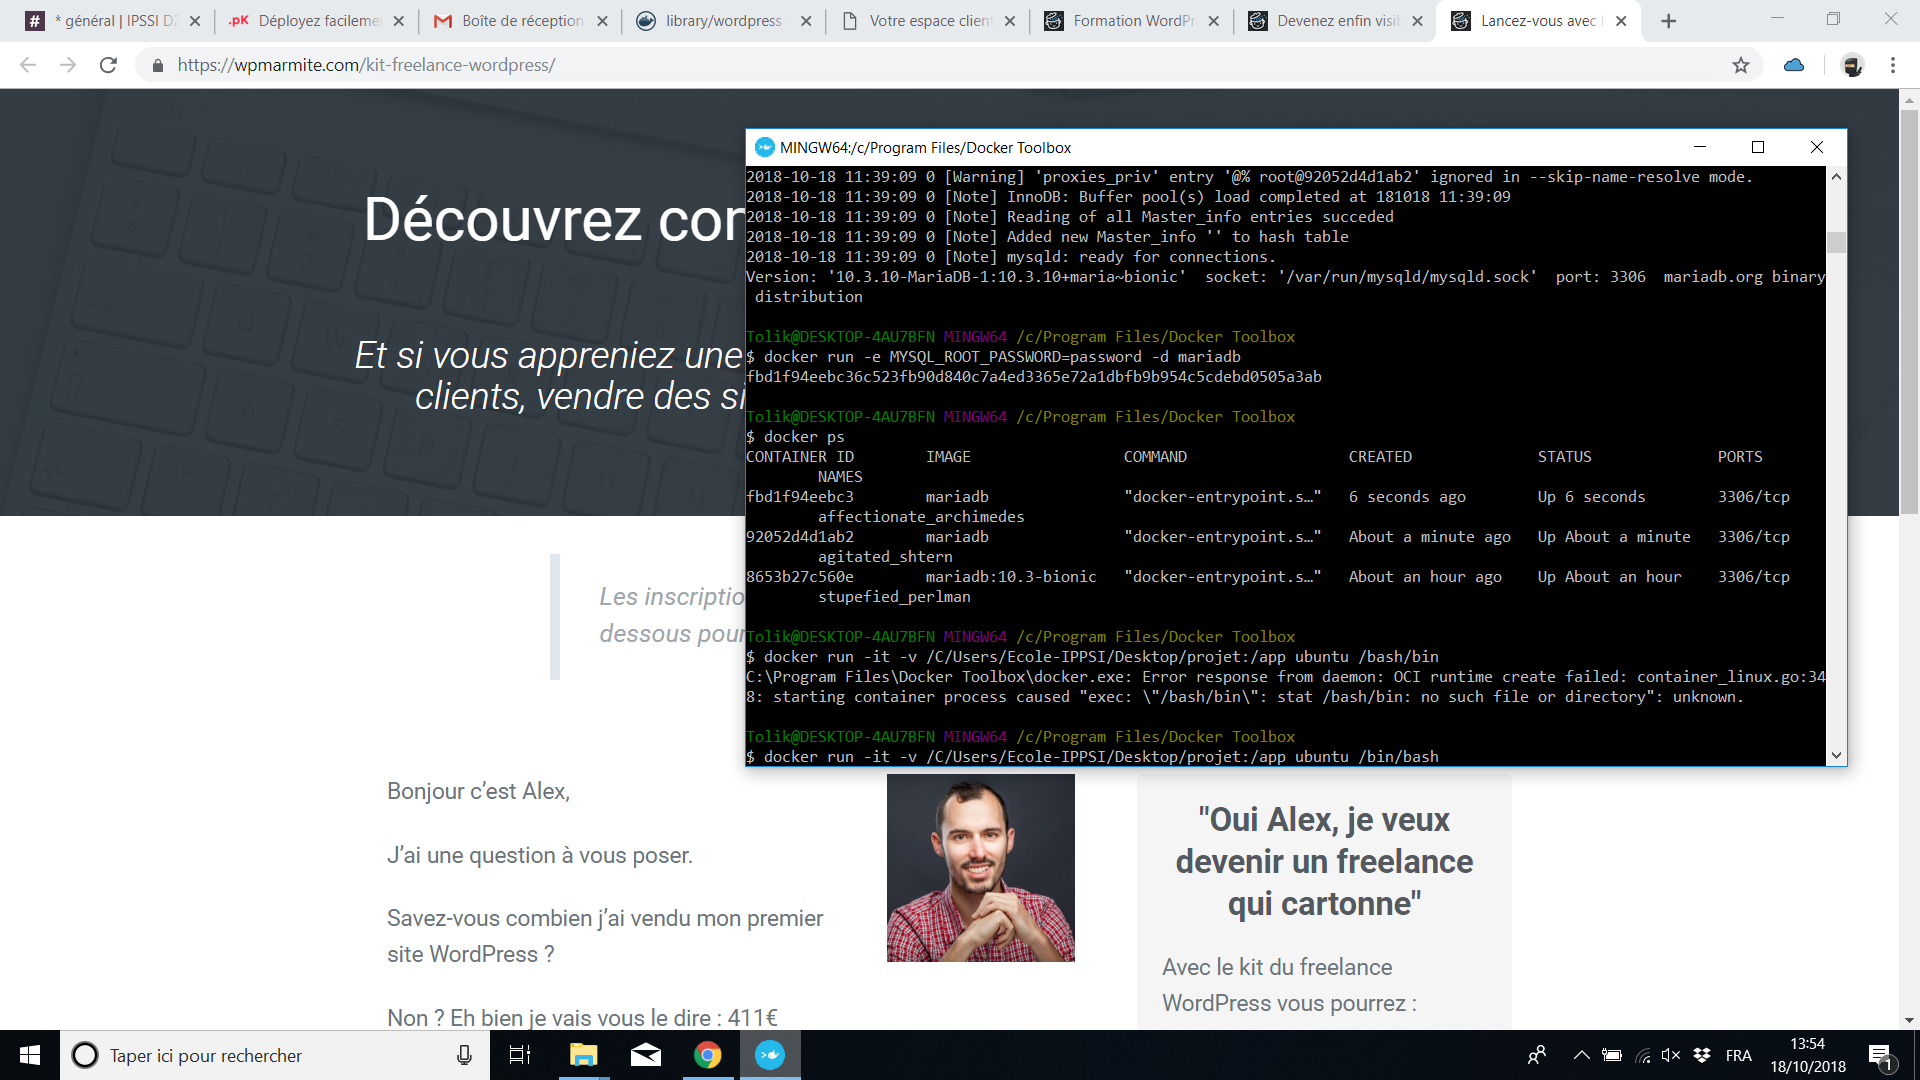 * général | IPSSI D
Déployez facileme
Boîte de réception
library/wordpress
Votre espace client
Formation WordPr
Devenez enfin visi
Lancez-vous avec
https://wpmarmite.com/kit-freelance-wordpress/
Découvrez con
Et si vous appreniez une
clients, vendre des si
Les inscriptio
dessous pour
MINGW64:/c/Program Files/Docker Toolbox
2018-10-18 11:39:09 0 [Warning] 'proxies_priv' entry '@% root@92052d4d1ab2' ignored in --skip-name-resolve mode.
2018-10-18 11:39:09 0 [Note] InnoDB: Buffer pool(s) load completed at 181018 11:39:09
2018-10-18 11:39:09 0 [Note] Reading of all Master_info entries succeded
2018-10-18 11:39:09 0 [Note] Added new Master_info '' to hash table
2018-10-18 11:39:09 0 [Note] mysqld: ready for connections.
Version: '10.3.10-MariaDB-1:10.3.10+maria~bionic'  socket: '/var/run/mysqld/mysqld.sock'  port: 3306  mariadb.org binary
distribution
Tolik@DESKTOP-4AU7BFN MINGW64 /c/Program Files/Docker Toolbox
$ docker run -e MYSQL_ROOT_PASSWORD=password -d mariadb
fbd1f94eebc36c523fb90d840c7a4ed3365e72a1dbfb9b954c5cdebd0505a3ab
Tolik@DESKTOP-4AU7BFN MINGW64 /c/Program Files/Docker Toolbox
$ docker ps
CONTAINER ID        IMAGE                 COMMAND                  CREATED              STATUS              PORTS
NAMES
fbd1f94eebc3        mariadb               "docker-entrypoint.s…"   6 seconds ago        Up 6 seconds        3306/tcp
affectionate_archimedes
92052d4d1ab2        mariadb               "docker-entrypoint.s…"   About a minute ago   Up About a minute   3306/tcp
agitated_shtern
8653b27c560e        mariadb:10.3-bionic   "docker-entrypoint.s…"   About an hour ago    Up About an hour    3306/tcp
stupefied_perlman
Tolik@DESKTOP-4AU7BFN MINGW64 /c/Program Files/Docker Toolbox
$ docker run -it -v /C/Users/Ecole-IPPSI/Desktop/projet:/app ubuntu /bash/bin
C:\Program Files\Docker Toolbox\docker.exe: Error response from daemon: OCI runtime create failed: container_linux.go:34
8: starting container process caused "exec: \"/bash/bin\": stat /bash/bin: no such file or directory": unknown.
Tolik@DESKTOP-4AU7BFN MINGW64 /c/Program Files/Docker Toolbox
$ docker run -it -v /C/Users/Ecole-IPPSI/Desktop/projet:/app ubuntu /bin/bash
Bonjour c'est Alex,
J'ai une question à vous poser.
Savez-vous combien j'ai vendu mon premier
site WordPress ?
Non ? Eh bien je vais vous le dire : 411€
"Oui Alex, je veux
devenir un freelance
qui cartonne"
Avec le kit du freelance
WordPress vous pourrez :
Taper ici pour rechercher
FRA
13:54
18/10/2018
1